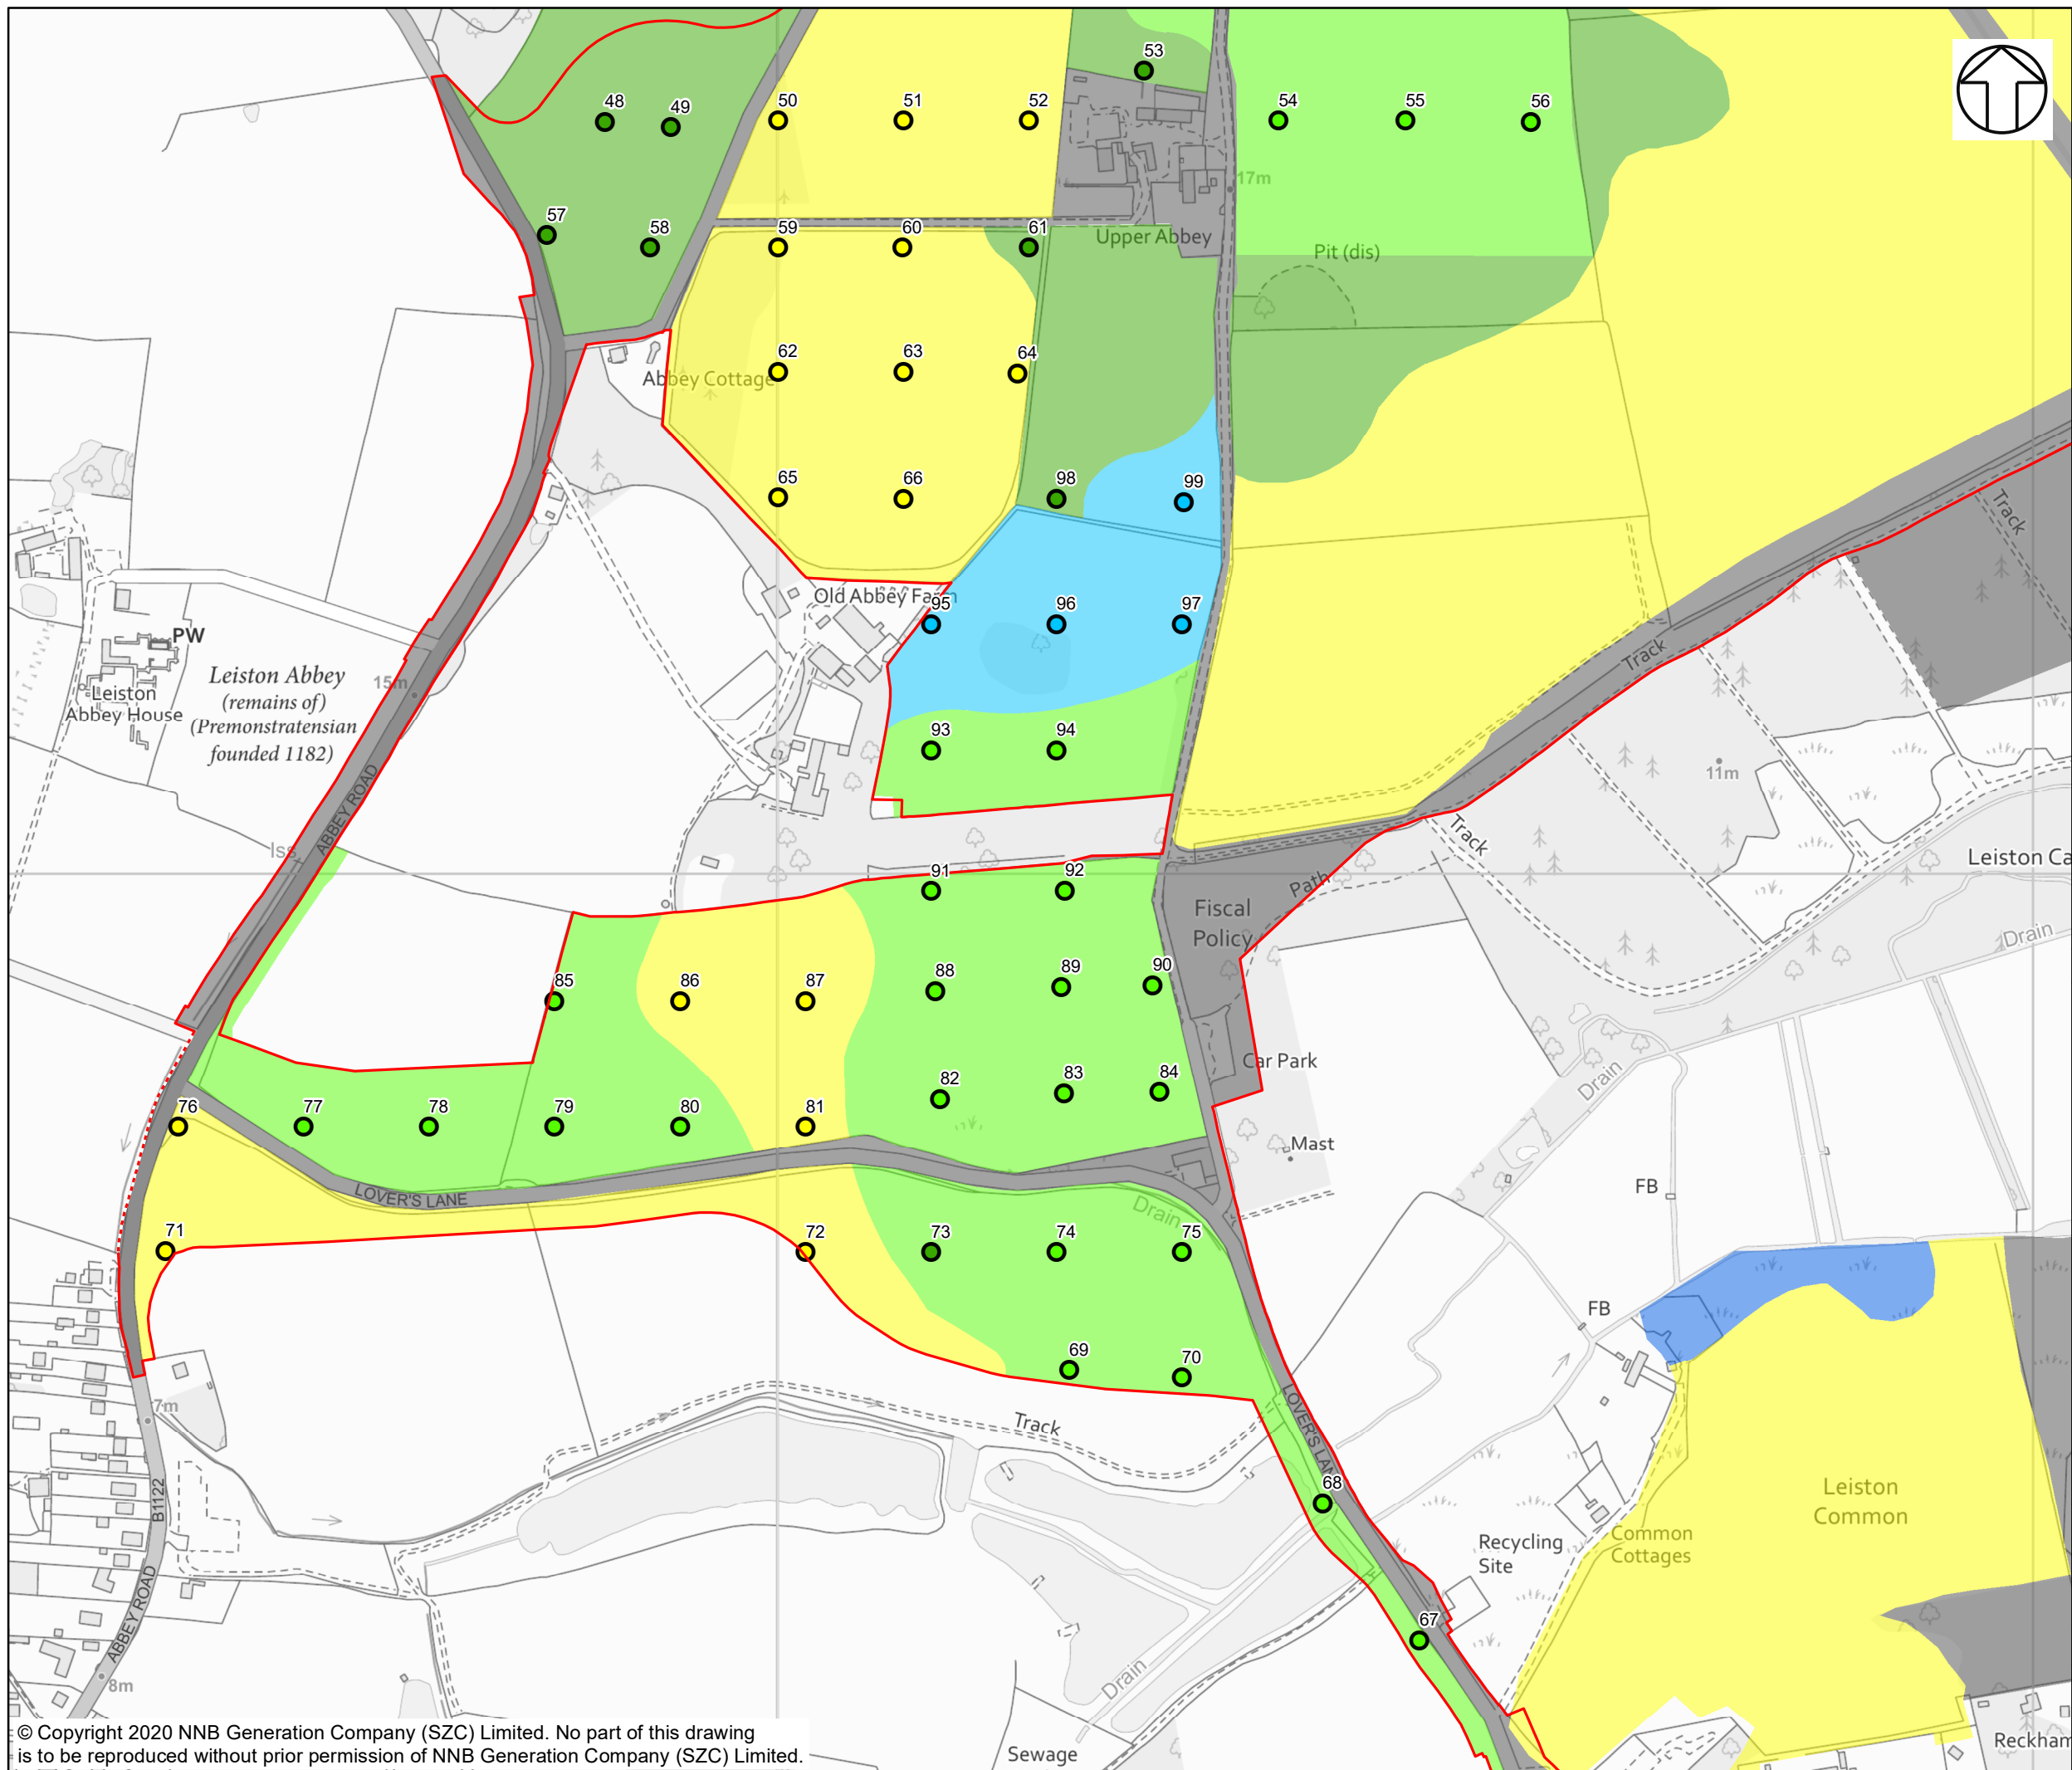 53
48
49
50
51
52
54
55
56
17m
57
58
59
60
61
Upper Abbey
Pit (dis)
62
63
64
Abbey Cottage
65
66
98
99
Track
Old Abbey Farm
95
96
97
PW
Leiston Abbey
(remains of)
(Premonstratensian
founded 1182)
Leiston
Abbey House
15m
Track
93
94
11m
ABBEY ROAD
Iss
Track
Leiston Ca
91
92
Path
Fiscal
Policy
Drain
85
86
87
88
89
90
Car Park
82
83
84
Drain
76
77
78
79
80
81
Mast
LOVER'S LANE
FB
Drain
71
72
73
74
75
FB
69
70
7m
Track
LOVER'S LANE
68
B1122
Leiston
Common
Recycling
Site
Common
Cottages
67
ABBEY ROAD
8m
Drain
© Copyright 2020 NNB Generation Company (SZC) Limited. No part of this drawing
is to be reproduced without prior permission of NNB Generation Company (SZC) Limited.
Sewage
Reckham